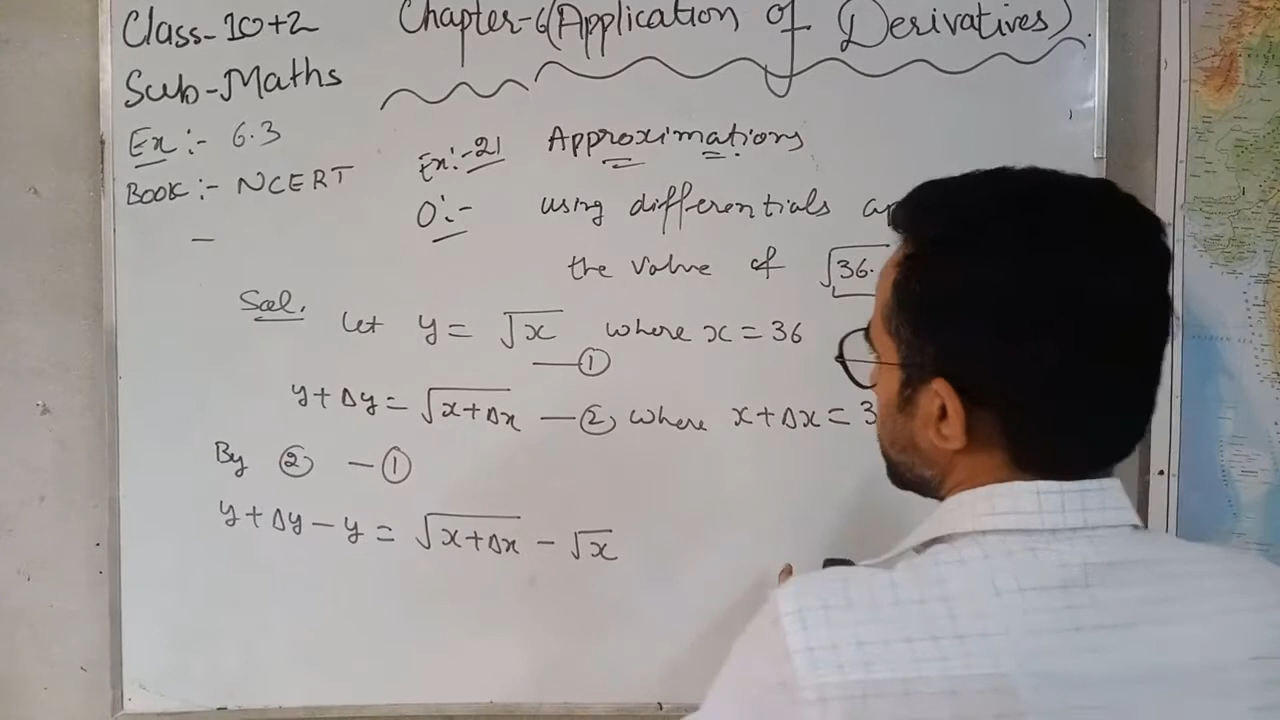 Class-10+2 Chapter-6(Application of Derivatives).
Sub-Maths
Ex:- 6.3
Ex:-21 Approximations
BOOK:- NCERT
Q:- using differentials
the value of √36.
Sol.
let y = √x where x = 36
—①
y+Δy = √x+Δx —② where x+Δx = 3
By ② - ①
y+Δy-y = √x+Δx - √x